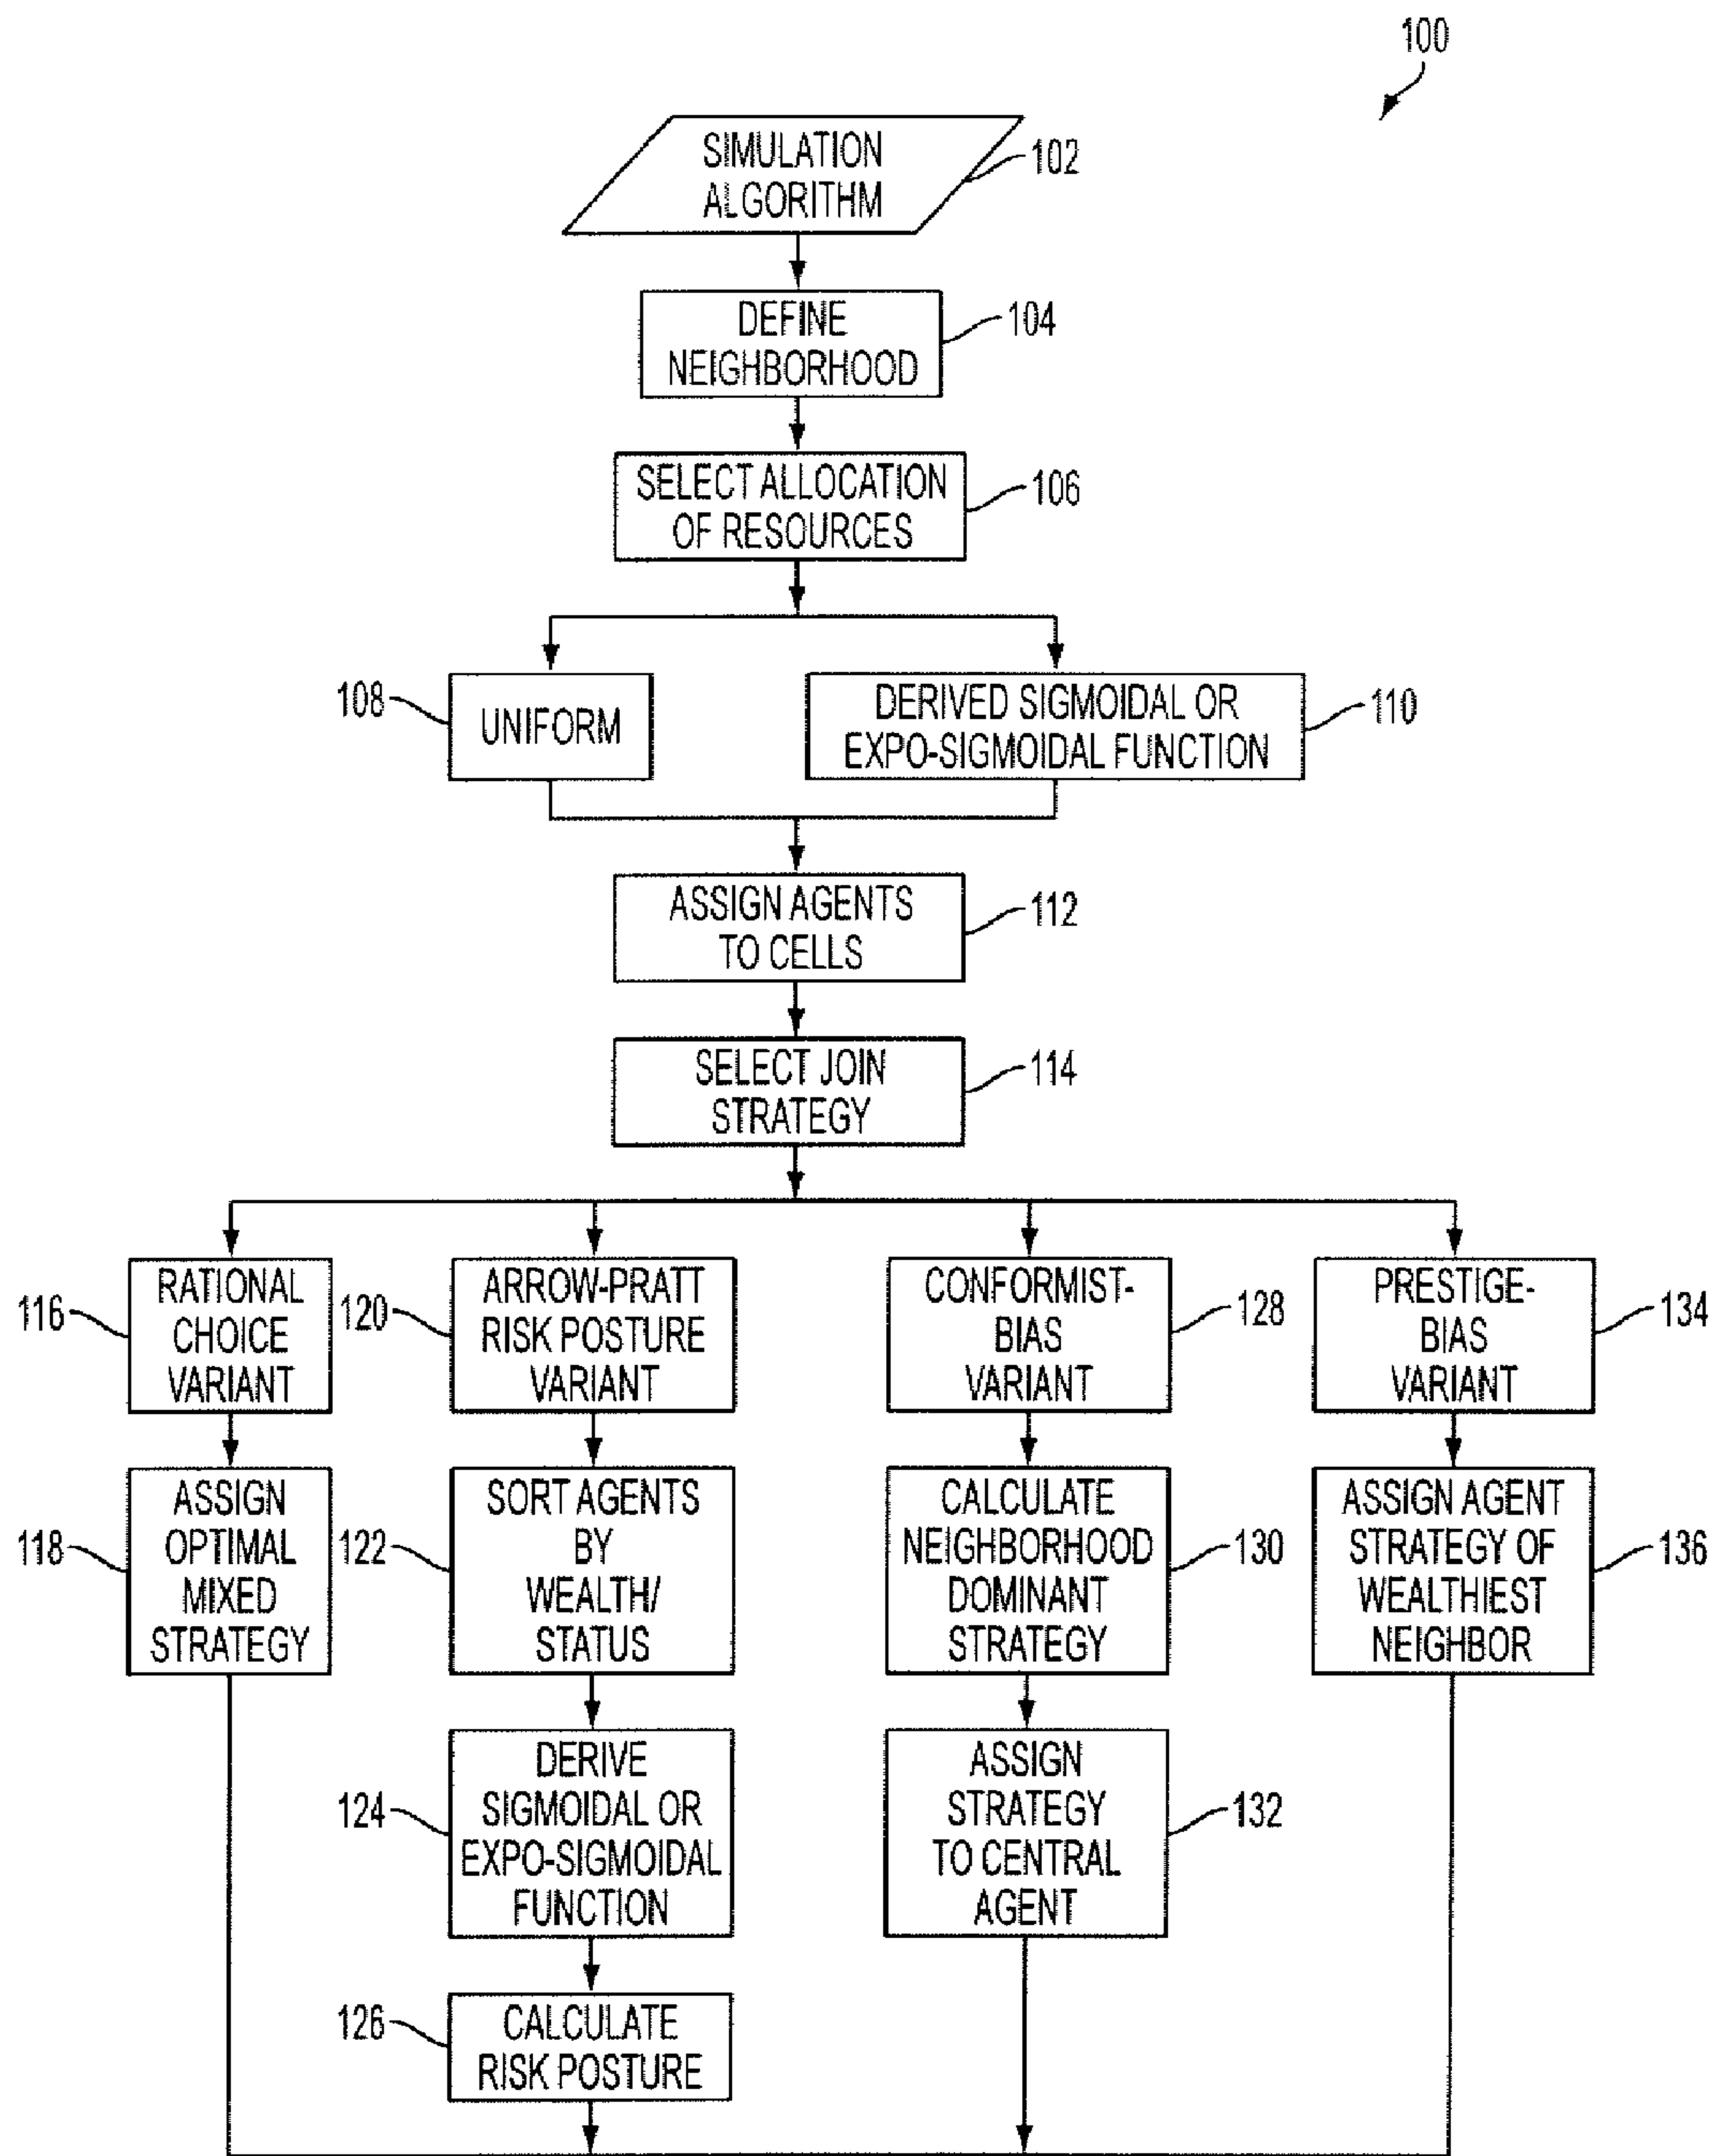 100
SIMULATION
ALGORITHM
102
DEFINE
NEIGHBORHOOD
104
SELECT ALLOCATION
OF RESOURCES
106
108
UNIFORM
DERIVED SIGMOIDAL OR
EXPO-SIGMOIDAL FUNCTION
110
ASSIGN AGENTS
TO CELLS
112
SELECT JOIN
STRATEGY
114
116
RATIONAL
CHOICE
VARIANT
120
ARROW-PRATT
RISK POSTURE
VARIANT
CONFORMIST-
BIAS
VARIANT
128
PRESTIGE-
BIAS
VARIANT
134
118
ASSIGN
OPTIMAL
MIXED
STRATEGY
122
SORT AGENTS
BY
WEALTH/
STATUS
CALCULATE
NEIGHBORHOOD
DOMINANT
STRATEGY
130
ASSIGN AGENT
STRATEGY OF
WEALTHIEST
NEIGHBOR
136
124
DERIVE
SIGMOIDAL OR
EXPO-SIGMOIDAL
FUNCTION
ASSIGN
STRATEGY
TO CENTRAL
AGENT
132
126
CALCULATE
RISK POSTURE